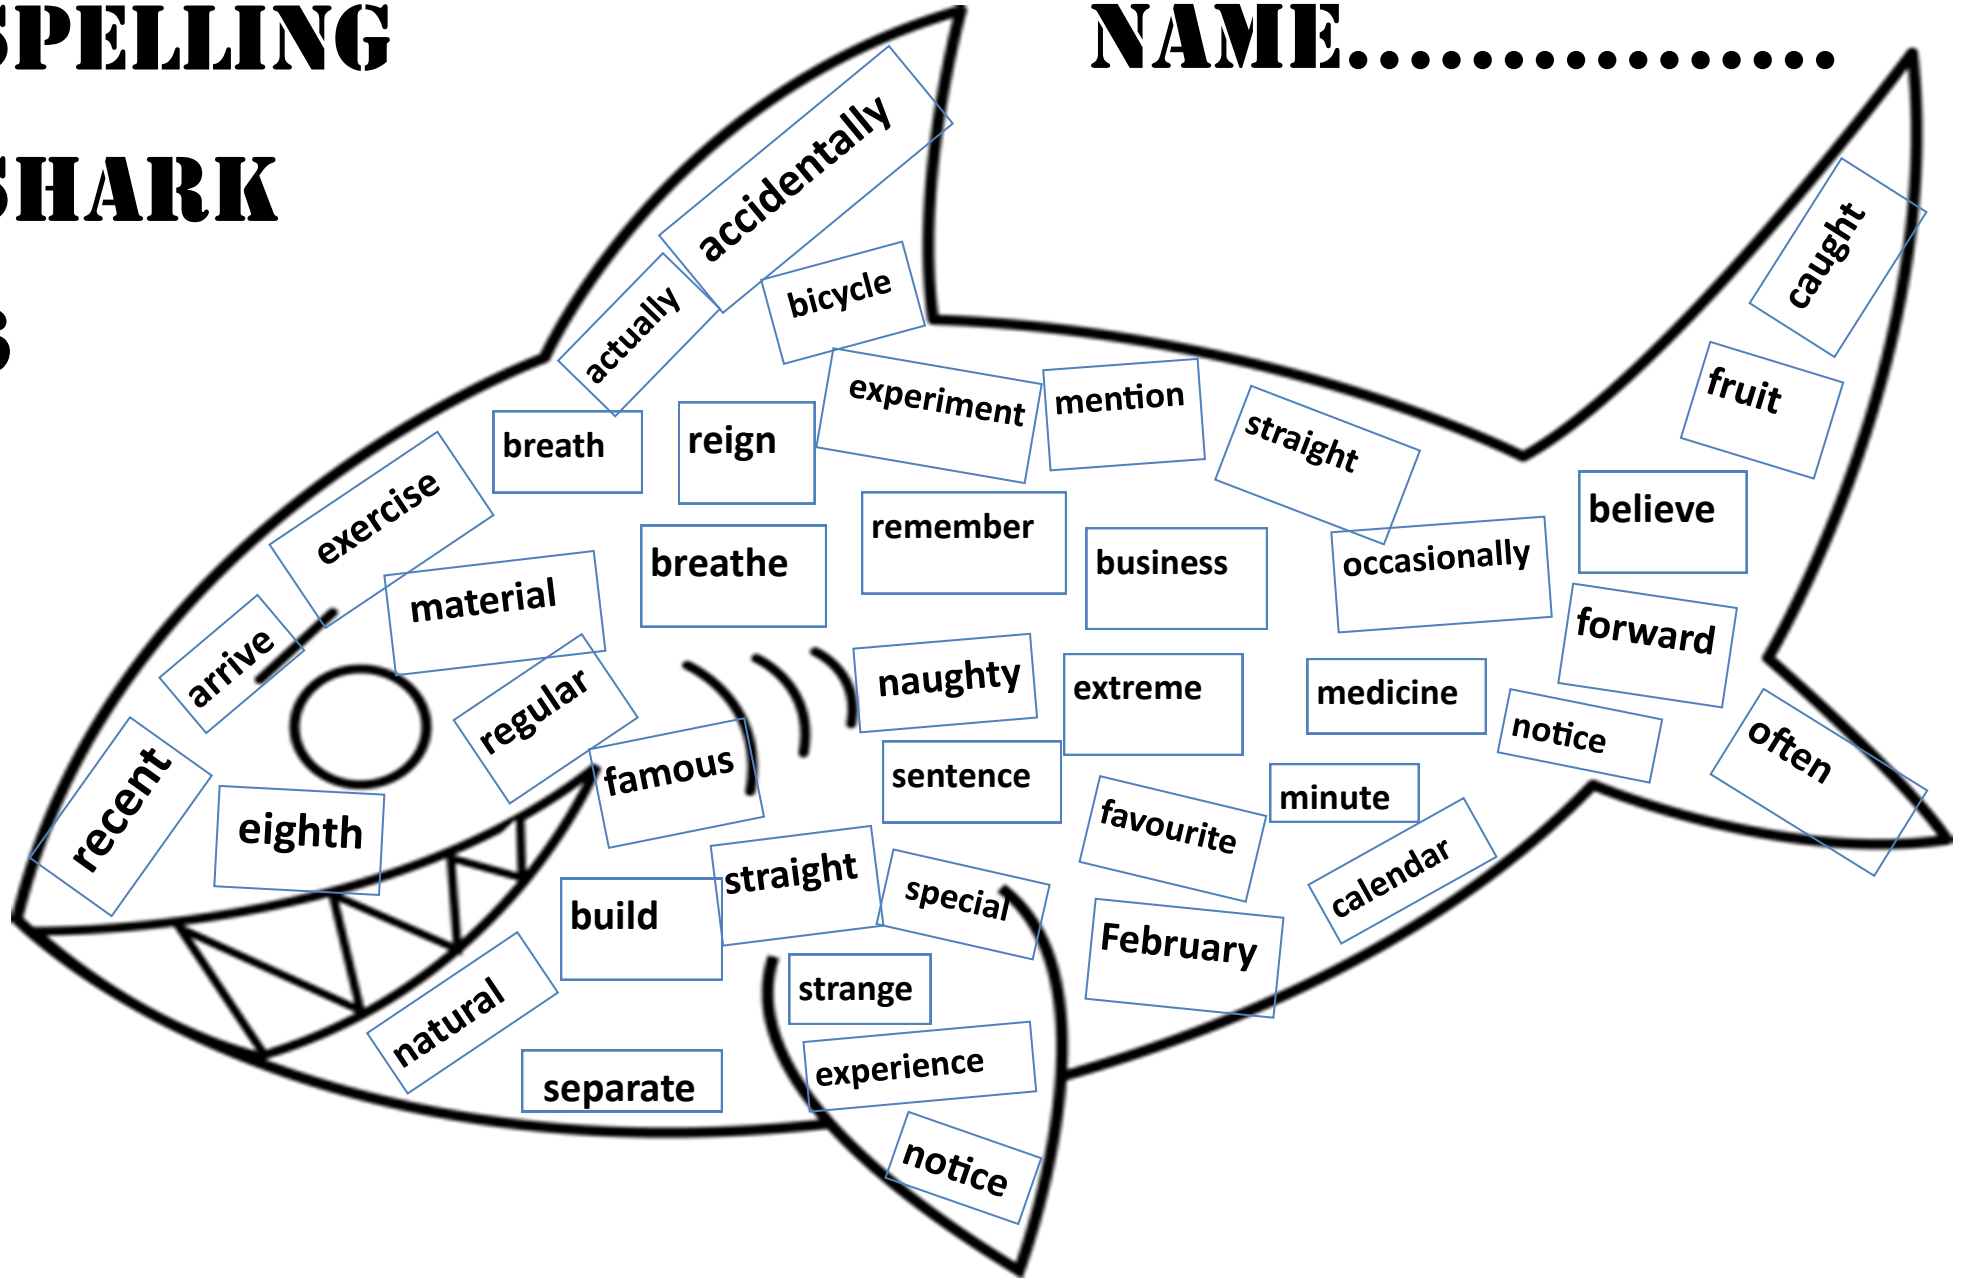 SPELLING
NAME................
SHARK
accidentally
caught
actually
bicycle
fruit
breath
reign
experiment
mention
straight
exercise
believe
remember
breathe
business
occasionally
material
forward
arrive
regular
naughty
extreme
medicine
notice
often
recent
eighth
famous
sentence
minute
favourite
calendar
build
straight
special
February
natural
strange
separate
experience
notice